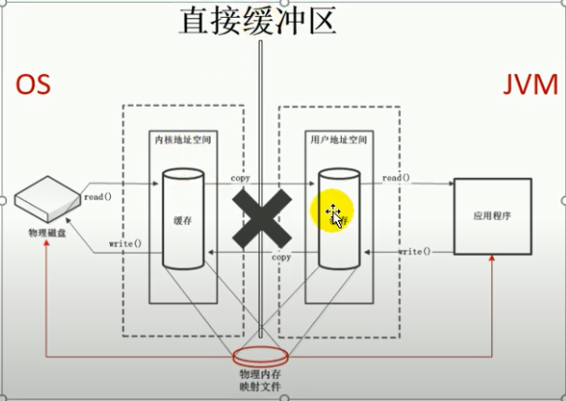 直接缓冲区
OS
JVM
内核地址空间
用户地址空间
copy
read()
read()
缓存
应用程序
物理磁盘
write()
copy
write()
物理内存
映射文件